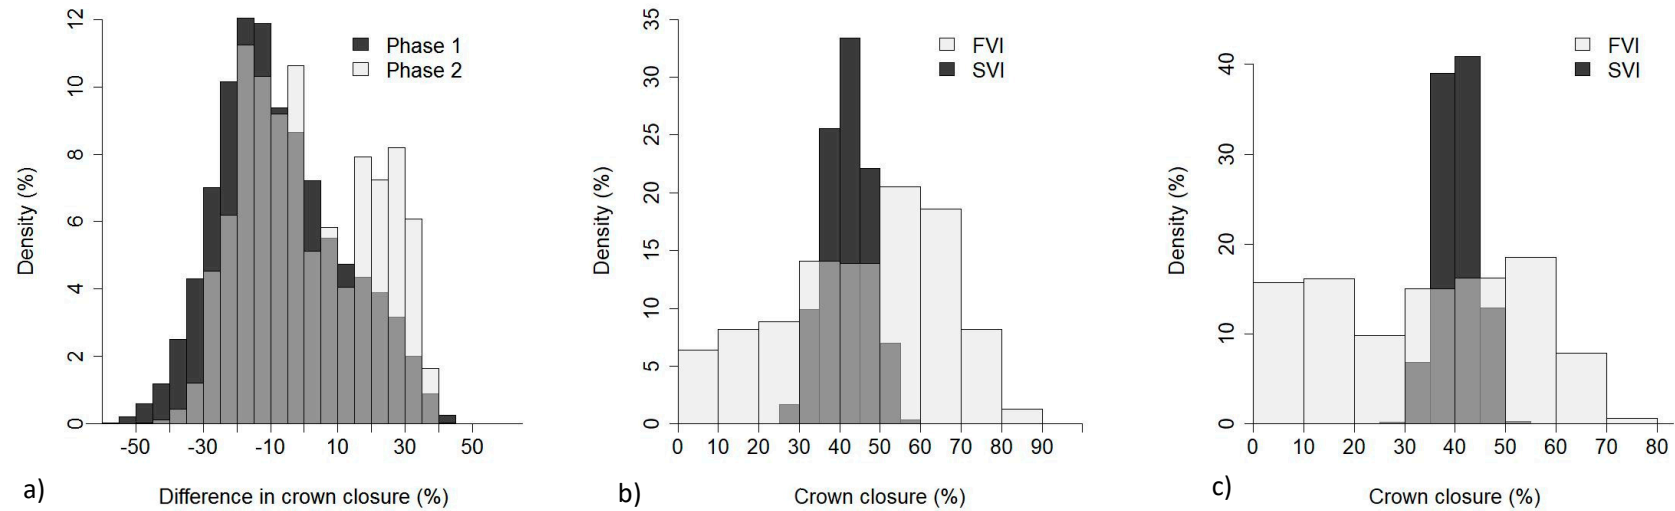 12
10
8
6
4
2
0
Density (%)
Phase 1
Phase 2
-50 -30 -10 10 30 50
Difference in crown closure (%)
a)
35
30
25
20
15
10
5
0
Density (%)
FVI
SVI
0 10 20 30 40 50 60 70 80 90
Crown closure (%)
b)
40
30
20
10
0
Density (%)
FVI
SVI
0 10 20 30 40 50 60 70 80
Crown closure (%)
c)